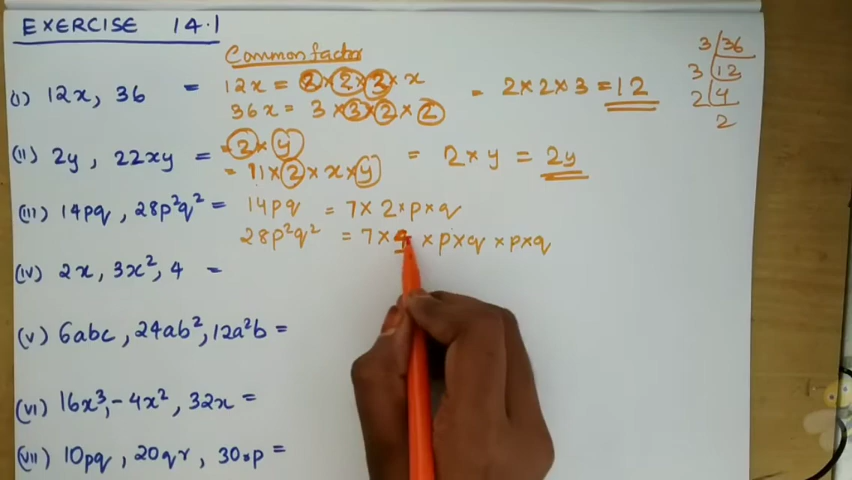 EXERCISE 14.1
Common factor
(i) 12x, 36 = 12x = 2×2×3×x = 2×2×3 = 12
36x = 3×3×2×2
(ii) 2y, 22xy = = 2×y = 2×y = 2y
= 11×2×x×y
(iii) 14pq, 28p²q² = 14pq = 7×2×p×q
28p²q² = 7×4×p×q×p×q
(iv) 2x, 3x², 4 =
(v) 6abc, 24ab², 12a²b =
(vi) 16x³, -4x², 32x =
(vii) 10pq, 20qr, 30.p =
3 36
3 12
2 4
2